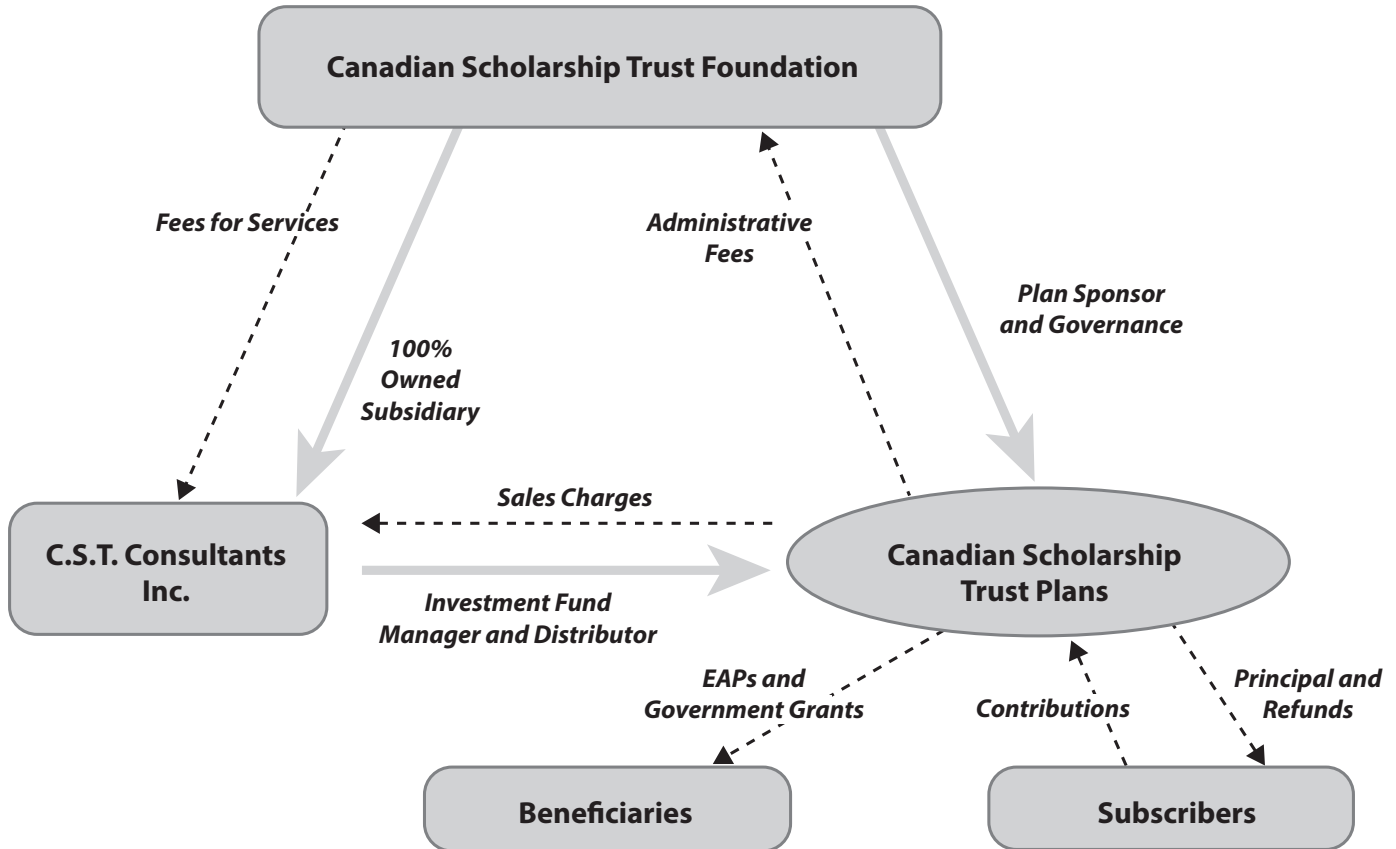 Canadian Scholarship Trust Foundation
Fees for Services
Administrative
Fees
Plan Sponsor
and Governance
100%
Owned
Subsidiary
Sales Charges
C.S.T. Consultants
Inc.
Canadian Scholarship
Trust Plans
Investment Fund
Manager and Distributor
EAPs and
Government Grants
Contributions
Principal and
Refunds
Beneficiaries
Subscribers